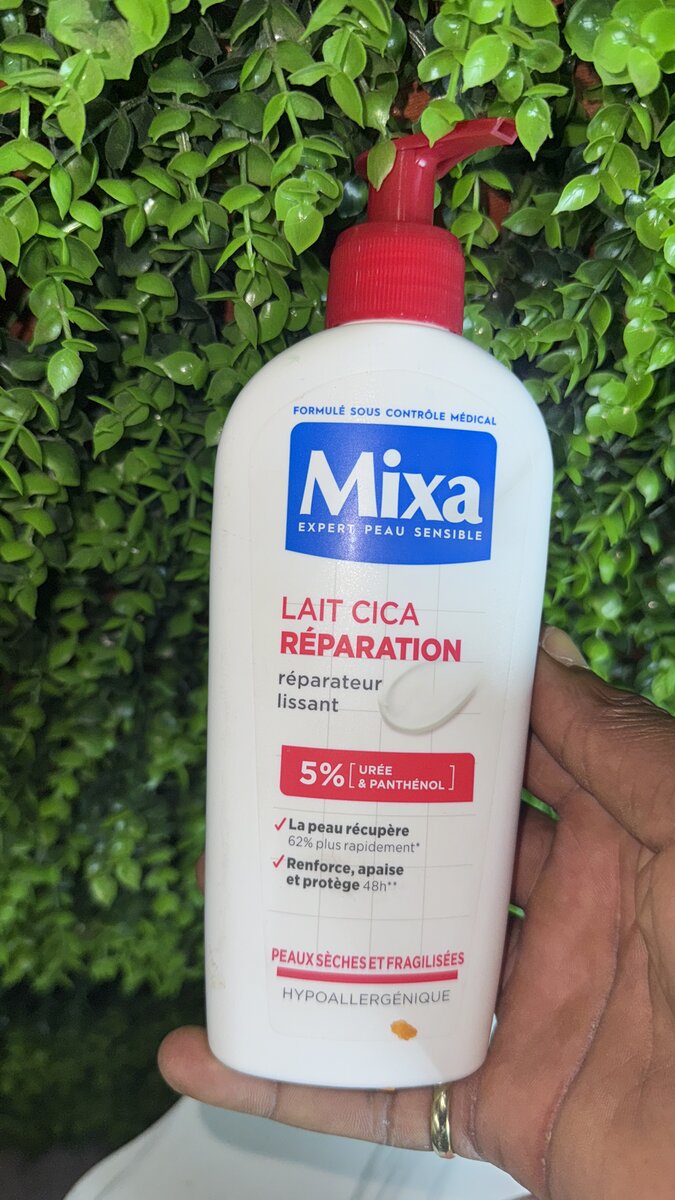 FORMULÉ SOUS CONTRÔLE MÉDICAL
Mixa
EXPERT PEAU SENSIBLE
LAIT CICA
RÉPARATION
réparateur
lissant
5% [ URÉE
& PANTHÉNOL ]
✓La peau récupère
62% plus rapidement*
✓Renforce, apaise
et protège 48h**
PEAUX SÈCHES ET FRAGILISÉES
HYPOALLERGÉNIQUE